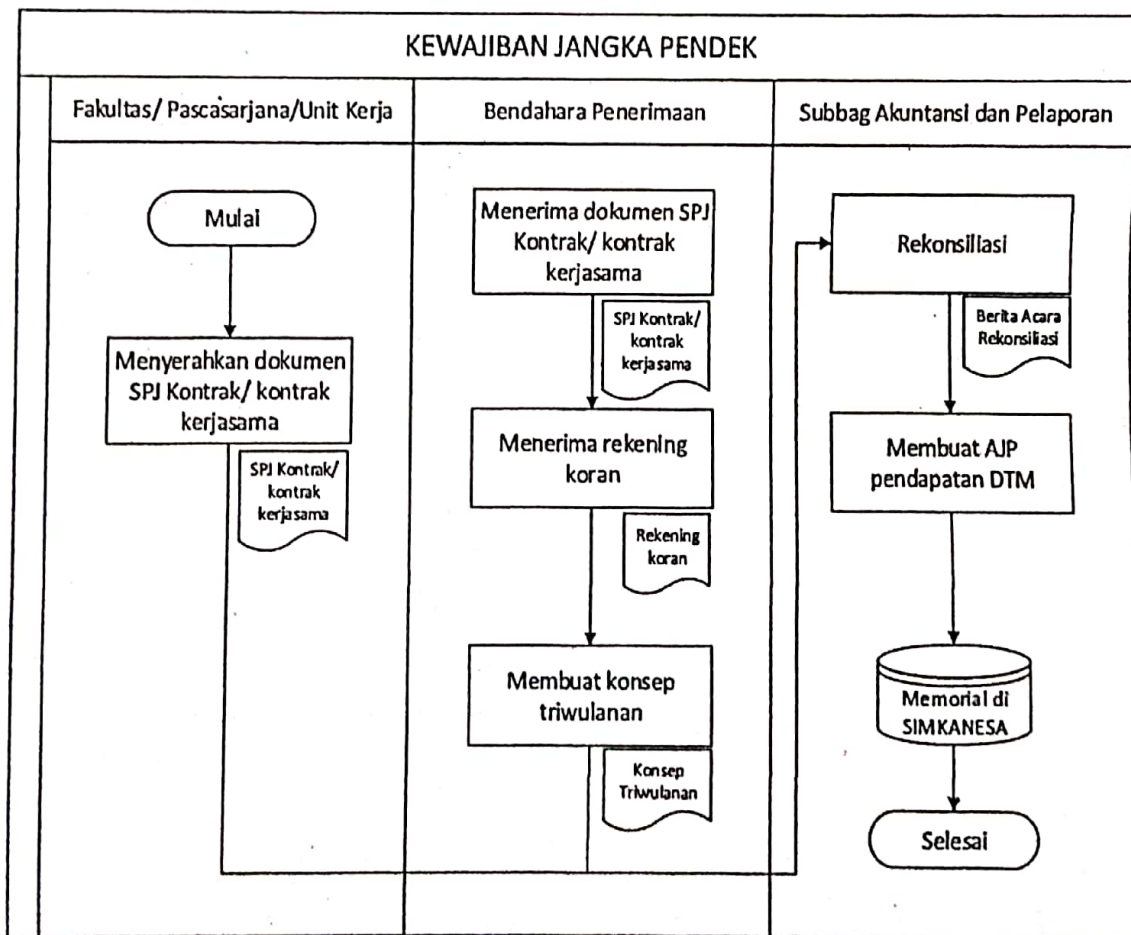 KEWAJIBAN JANGKA PENDEK
Fakultas/ Pascasarjana/Unit Kerja
Bendahara Penerimaan
Subbag Akuntansi dan Pelaporan
Mulai
Menyerahkan dokumen
SPJ Kontrak/ kontrak
kerjasama
SPJ Kontrak/
kontrak
kerjasama
Menerima dokumen SPJ
Kontrak/ kontrak
kerjasama
SPJ Kontrak/
kontrak
kerjasama
Menerima rekening
koran
Rekening
koran
Membuat konsep
triwulanan
Konsep
Triwulanan
Rekonsiliasi
Berita Acara
Rekonsiliasi
Membuat AJP
pendapatan DTM
Memorial di
SIMKANESA
Selesai